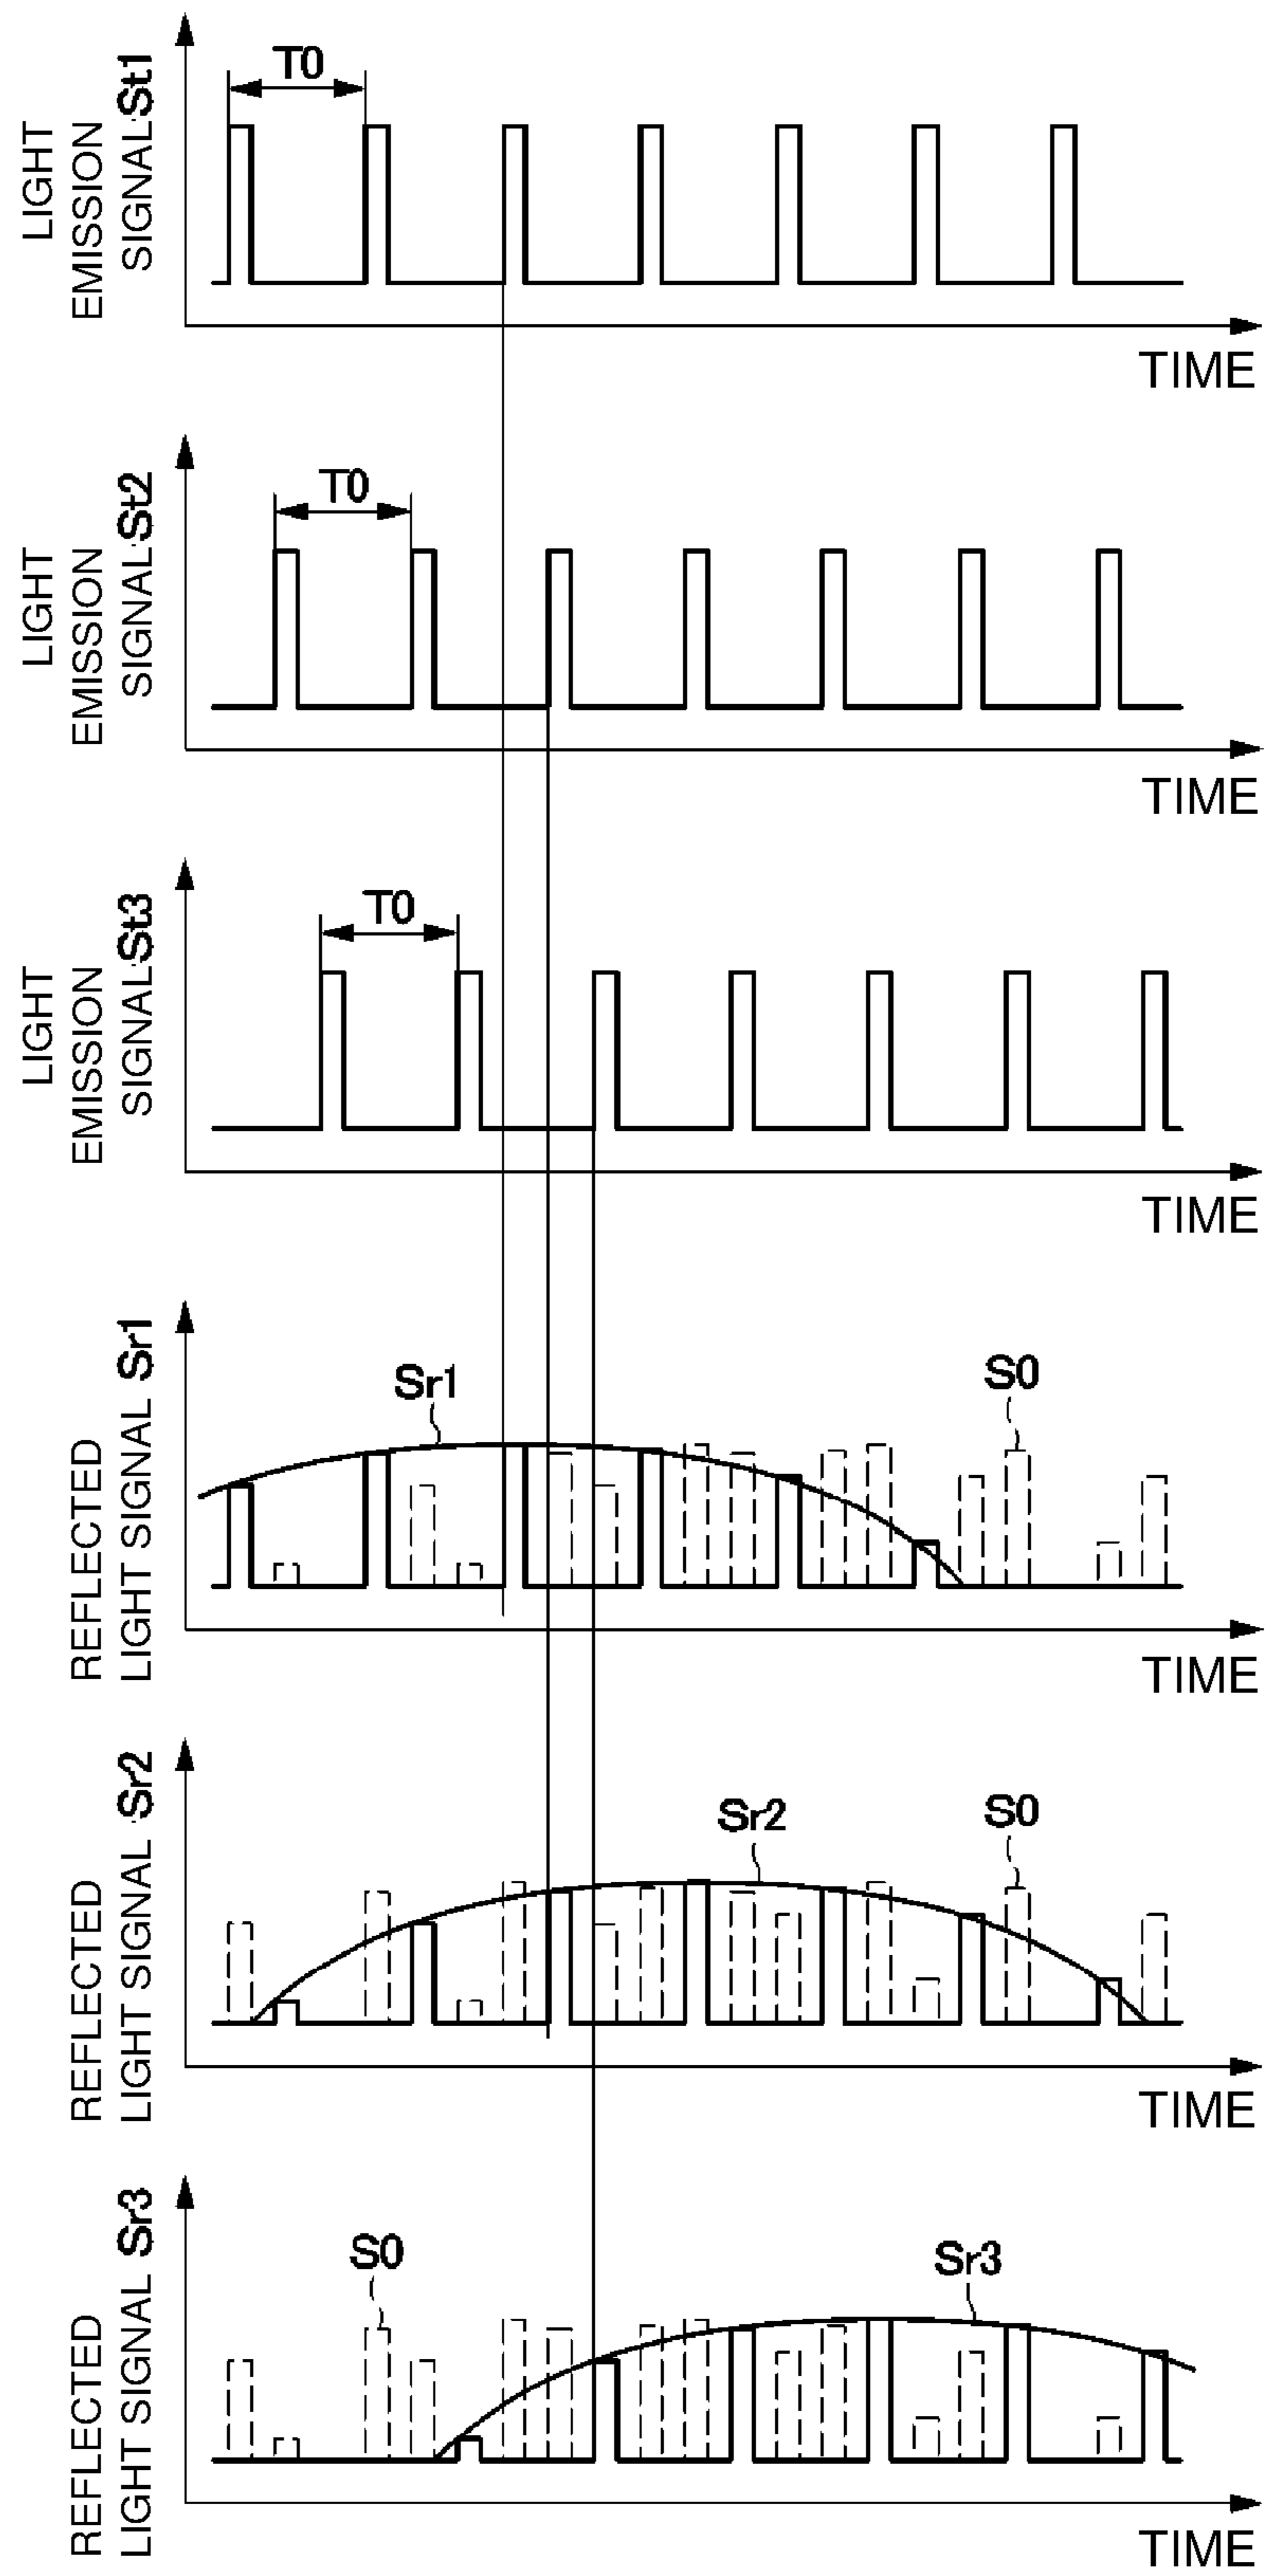 LIGHT
EMISSION
SIGNAL St1
T0
TIME
LIGHT
EMISSION
SIGNAL St2
T0
TIME
LIGHT
EMISSION
SIGNAL St3
T0
TIME
REFLECTED
LIGHT SIGNAL Sr1
Sr1
S0
TIME
REFLECTED
LIGHT SIGNAL Sr2
Sr2
S0
TIME
REFLECTED
LIGHT SIGNAL Sr3
S0
Sr3
TIME